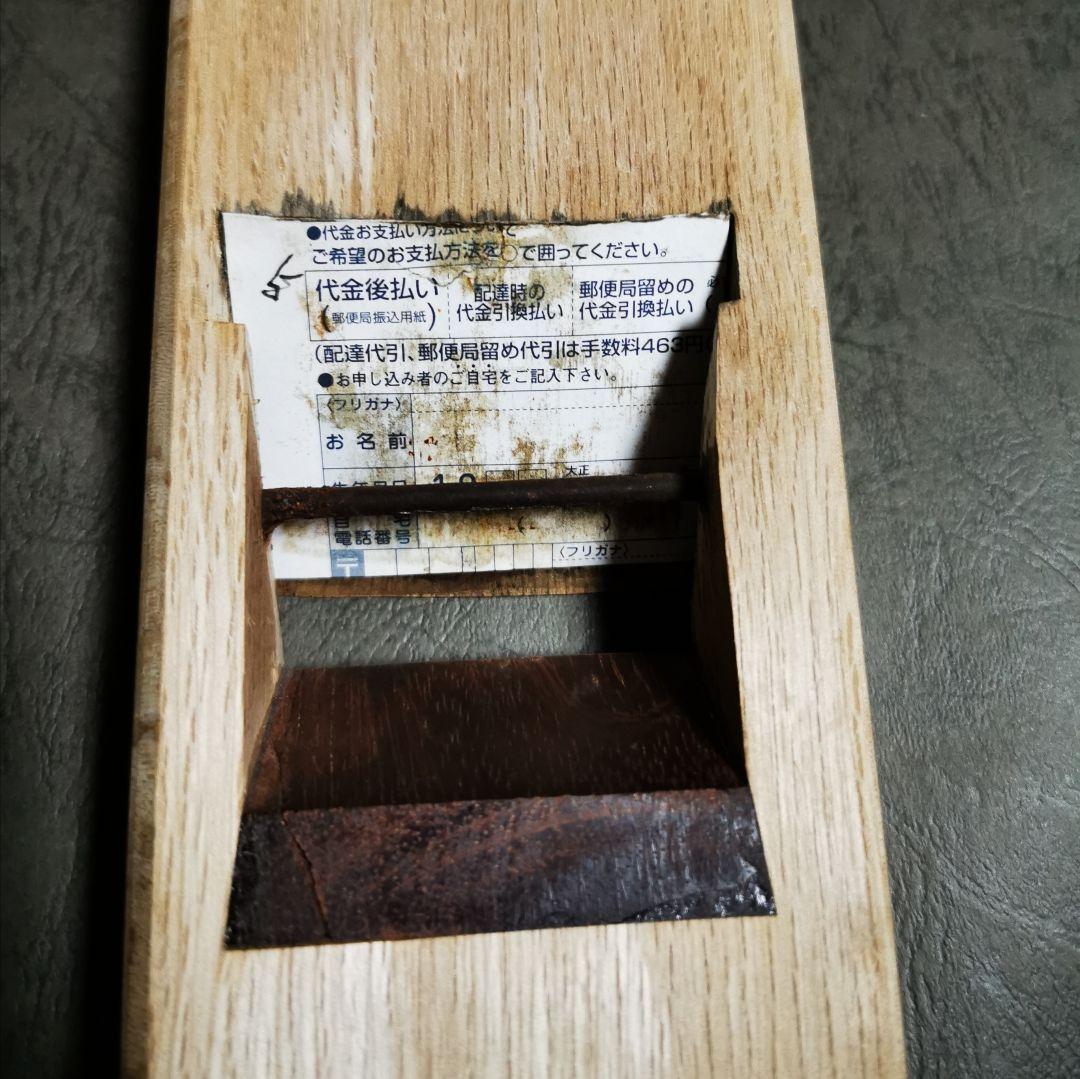 ●代金お支払い方法について
ご希望のお支払方法を○で囲ってください。
代金後払い
(郵便局振込用紙)
配達時の
代金引換払い
郵便局留めの
代金引換払い
(配達代引、郵便局留め代引は手数料463円
●お申し込み者のご自宅をご記入下さい。
〈フリガナ〉
お名前
19
大正
電話番号
〒
〈フリガナ〉